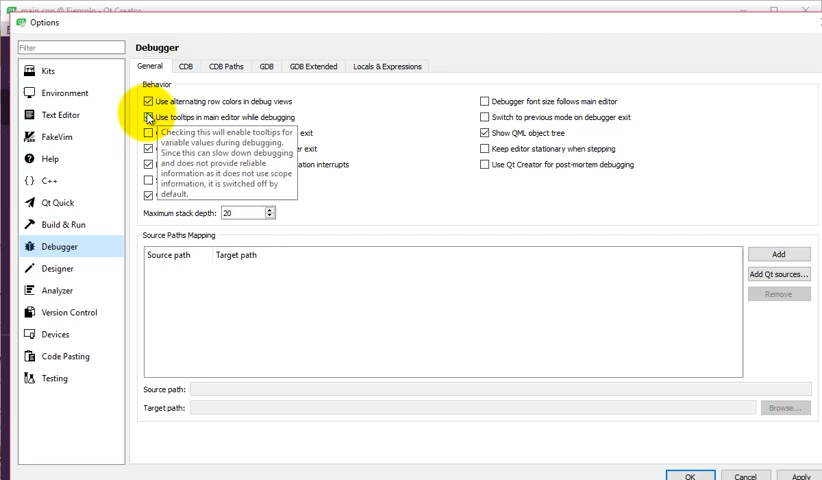 main.cpp @ Ejemplo - Qt Creator
Options
Filter
Kits
Environment
Text Editor
FakeVim
Help
{ } C++
Qt Quick
Build & Run
Debugger
Designer
Analyzer
Version Control
Devices
Code Pasting
Testing
Debugger
General CDB CDB Paths GDB GDB Extended Locals & Expressions
Behavior
Use alternating row colors in debug views
Use tooltips in main editor while debugging
exit
er exit
ation interrupts
Checking this will enable tooltips for
variable values during debugging.
Since this can slow down debugging
and does not provide reliable
information as it does not use scope
information, it is switched off by
default.
Maximum stack depth: 20
Debugger font size follows main editor
Switch to previous mode on debugger exit
Show QML object tree
Keep editor stationary when stepping
Use Qt Creator for post-mortem debugging
Source Paths Mapping
Source path Target path
Add
Add Qt sources...
Remove
Source path:
Target path:
Browse...
OK Cancel Apply